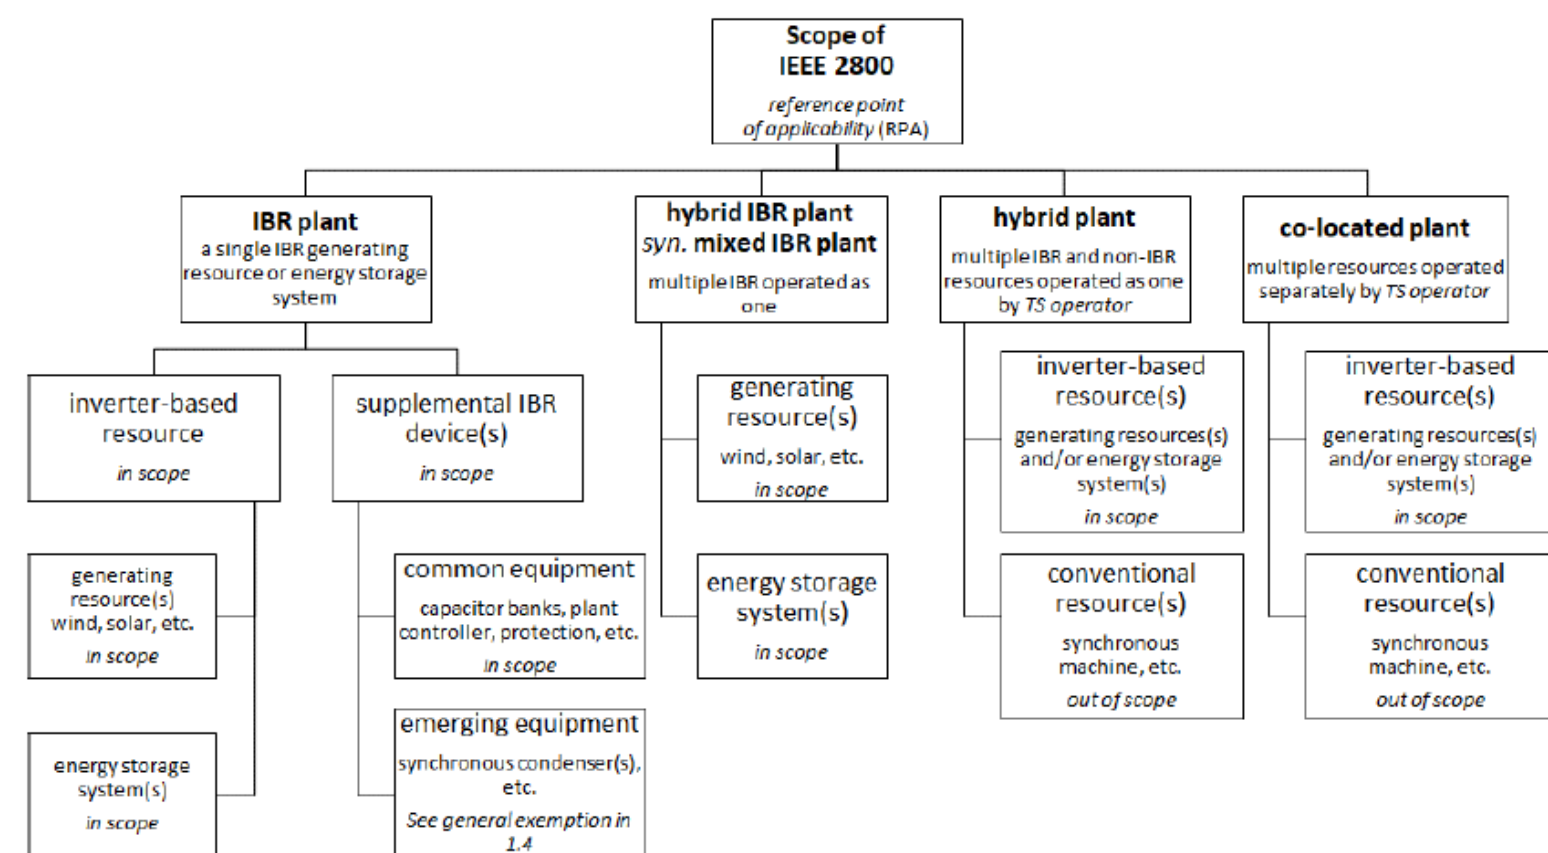 Scope of
IEEE 2800
reference point
of applicability (RPA)
IBR plant
a single IBR generating
resource or energy storage
system
hybrid IBR plant
syn. mixed IBR plant
multiple IBR operated as
one
hybrid plant
multiple IBR and non-IBR
resources operated as one
by TS operator
co-located plant
multiple resources operated
separately by TS operator
inverter-based
resource
in scope
supplemental IBR
device(s)
in scope
generating
resource(s)
wind, solar, etc.
in scope
energy storage
system(s)
in scope
common equipment
capacitor banks, plant
controller, protection, etc.
in scope
emerging equipment
synchronous condenser(s),
etc.
See general exemption in
1.4
generating
resource(s)
wind, solar, etc.
in scope
energy storage
system(s)
in scope
inverter-based
resource(s)
generating resources(s)
and/or energy storage
system(s)
in scope
conventional
resource(s)
synchronous
machine, etc.
out of scope
inverter-based
resource(s)
generating resources(s)
and/or energy storage
system(s)
in scope
conventional
resource(s)
synchronous
machine, etc.
out of scope